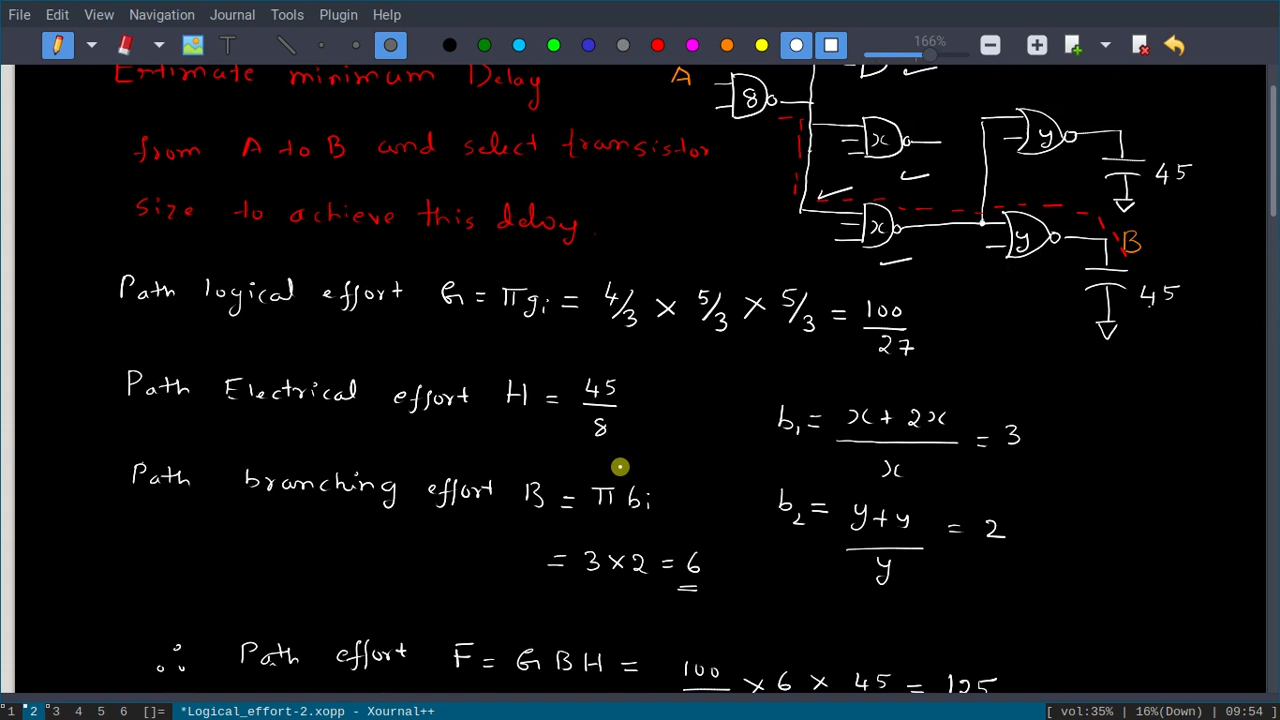 File Edit View Navigation Journal Tools Plugin Help
166%
Estimate minimum Delay
from A to B and select transistor
size to achieve this delay.
A
8
x
x
y
45
y
B
45
Path logical effort G = πgi = 4/3 × 5/3 × 5/3 = 100/27
Path Electrical effort H = 45/8
b1 = x + 2x / x = 3
Path branching effort B = π bi
b2 = y + y / y = 2
= 3 × 2 = 6
∴ Path effort F = G B H = 100 × 6 × 45 = 125
1 2 3 4 5 6 []= *Logical_effort-2.xopp - Xournal++ [ vol:35% | 16%(Down) | 09:54 ]